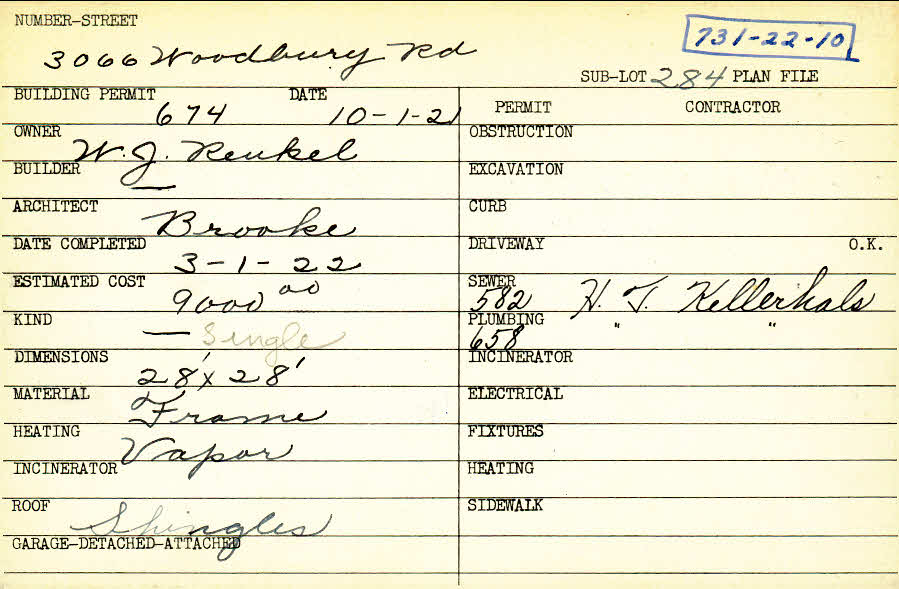 NUMBER-STREET
3066 Woodbury Rd
731-22-10
SUB-LOT 284 PLAN FILE
BUILDING PERMIT 674 DATE 10-1-21
PERMIT CONTRACTOR
OWNER W. J. Renkel
OBSTRUCTION
BUILDER —
EXCAVATION
ARCHITECT Brooke
CURB
DATE COMPLETED 3-1-22
DRIVEWAY O.K.
ESTIMATED COST 9000 00
SEWER 582 H. T. Kellerhals
KIND — Single
PLUMBING 658 " "
DIMENSIONS 28' x 28'
INCINERATOR
MATERIAL Frame
ELECTRICAL
HEATING Vapor
FIXTURES
INCINERATOR
HEATING
ROOF Shingles
SIDEWALK
GARAGE-DETACHED-ATTACHED